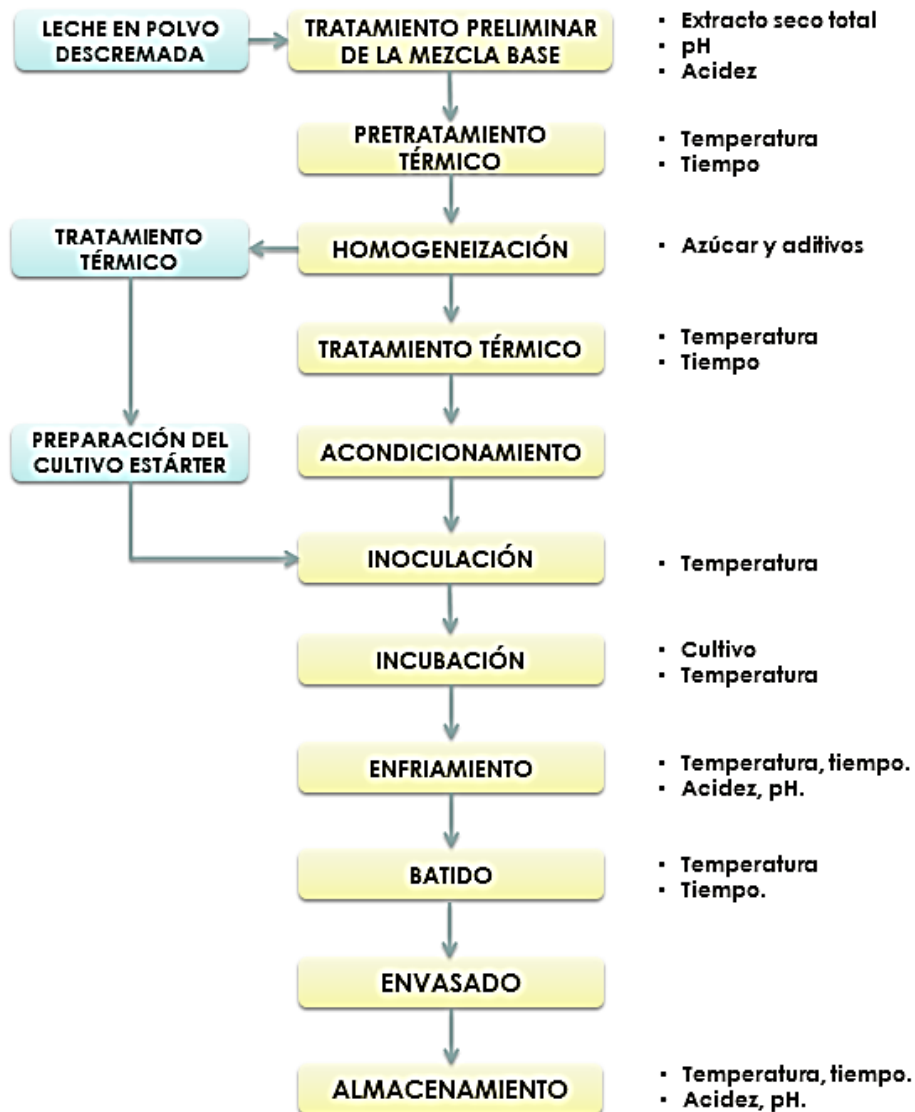 LECHE EN POLVO
DESCREMADA
TRATAMIENTO PRELIMINAR
DE LA MEZCLA BASE
▪ Extracto seco total
▪ pH
▪ Acidez
PRETRATAMIENTO
TÉRMICO
▪ Temperatura
▪ Tiempo
TRATAMIENTO
TÉRMICO
HOMOGENEIZACIÓN
▪ Azúcar y aditivos
TRATAMIENTO TÉRMICO
▪ Temperatura
▪ Tiempo
PREPARACIÓN DEL
CULTIVO ESTÁRTER
ACONDICIONAMIENTO
INOCULACIÓN
▪ Temperatura
INCUBACIÓN
▪ Cultivo
▪ Temperatura
ENFRIAMIENTO
▪ Temperatura, tiempo.
▪ Acidez, pH.
BATIDO
▪ Temperatura
▪ Tiempo.
ENVASADO
ALMACENAMIENTO
▪ Temperatura, tiempo.
▪ Acidez, pH.